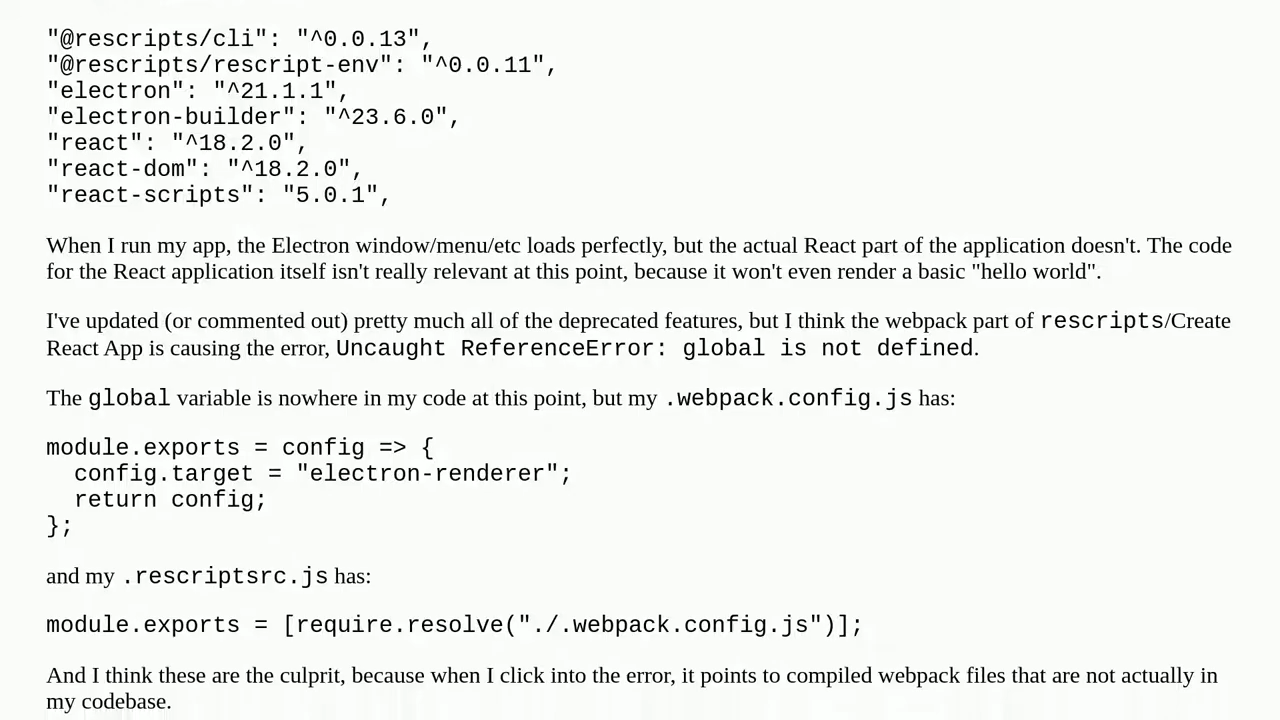 "@rescripts/cli": "^0.0.13",
"@rescripts/rescript-env": "^0.0.11",
"electron": "^21.1.1",
"electron-builder": "^23.6.0",
"react": "^18.2.0",
"react-dom": "^18.2.0",
"react-scripts": "5.0.1",
When I run my app, the Electron window/menu/etc loads perfectly, but the actual React part of the application doesn't. The code
for the React application itself isn't really relevant at this point, because it won't even render a basic "hello world".
I've updated (or commented out) pretty much all of the deprecated features, but I think the webpack part of rescripts/Create
React App is causing the error, Uncaught ReferenceError: global is not defined.
The global variable is nowhere in my code at this point, but my .webpack.config.js has:
module.exports = config => {
  config.target = "electron-renderer";
  return config;
};
and my .rescriptsrc.js has:
module.exports = [require.resolve("./.webpack.config.js")];
And I think these are the culprit, because when I click into the error, it points to compiled webpack files that are not actually in
my codebase.